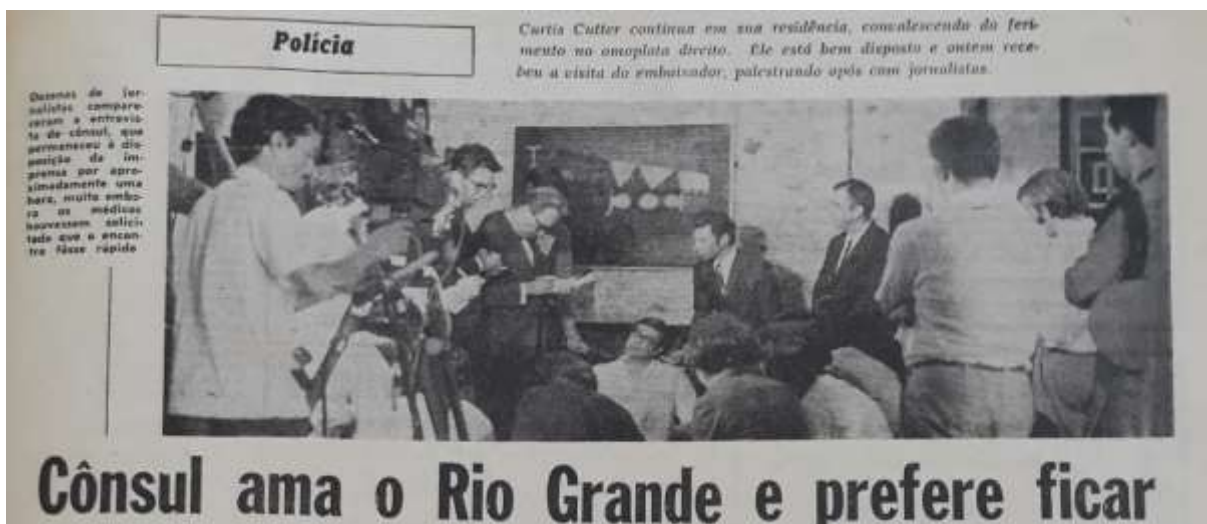 Polícia
Curtis Cutter continua em sua residência, convalescendo do feri-
mento no omoplata direito. Ele está bem disposto e ontem rece-
beu a visita do embaixador, palestrando após com jornalistas.
Dezenas de jor-
nalistas compare-
ceram a entrevis-
ta do cônsul, que
permaneceu à dis-
posição da im-
prensa por apro-
ximadamente uma
hora, muito embo-
ra os médicos
houvessem solici-
tado que o encon-
tro fôsse rápido
Cônsul ama o Rio Grande e prefere ficar